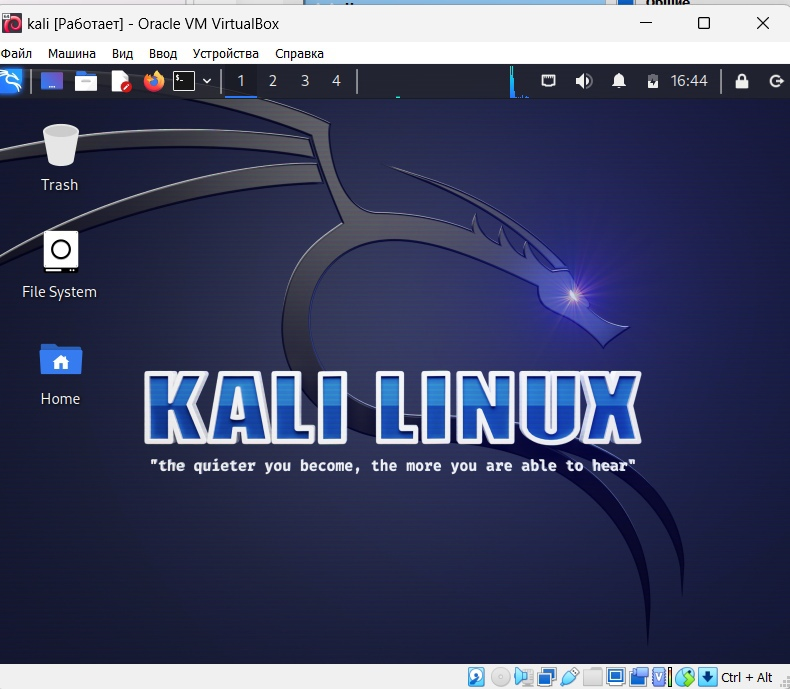 Общие
kali [Работает] - Oracle VM VirtualBox
Файл Машина Вид Ввод Устройства Справка
1 2 3 4 16:44
Trash
File System
Home
KALI LINUX
"the quieter you become, the more you are able to hear"
Ctrl + Alt